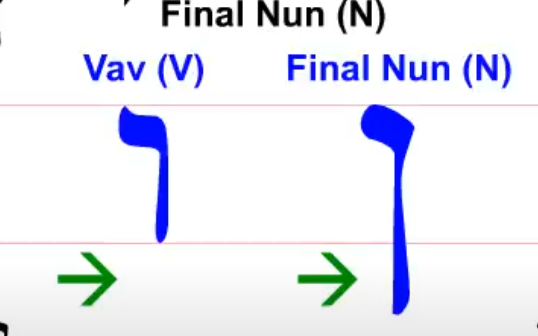 Final Nun (N)
Vav (V) Final Nun (N)
ו ן